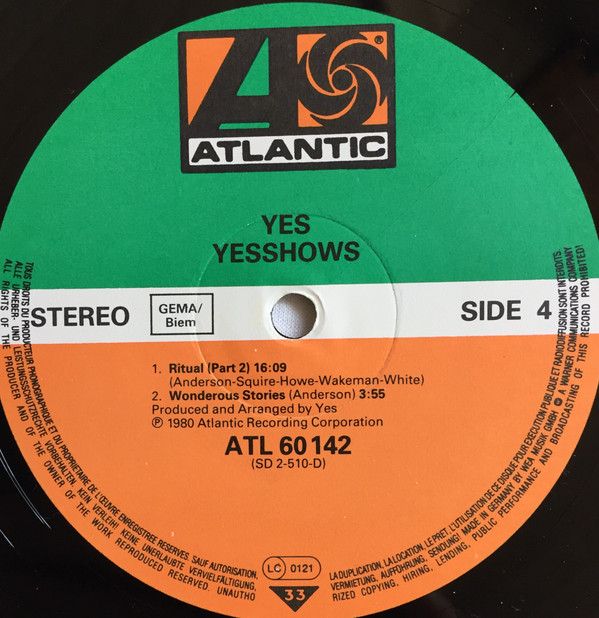 ATLANTIC
®
YES
YESSHOWS
STEREO
GEMA/
Biem
SIDE 4
1. Ritual (Part 2) 16:09
(Anderson-Squire-Howe-Wakeman-White)
2. Wonderous Stories (Anderson) 3:55
Produced and Arranged by Yes
℗ 1980 Atlantic Recording Corporation
ATL 60 142
(SD 2-510-D)
LC 0121
33
TOUS DROITS DU PRODUCTEUR PHONOGRAPHIQUE ET DU PROPRIETAIRE DE L'ŒUVRE ENREGISTREE RESERVES. SAUF AUTORISATION,
LA DUPLICATION, LA LOCATION, LE PRET, L'UTILISATION DE CE DISQUE POUR EXECUTION PUBLIQUE ET RADIODIFFUSION SONT INTERDITS.
ALLE URHEBER- UND LEISTUNGSSCHUTZRECHTE VORBEHALTEN. KEIN VERLEIH! KEINE UNERLAUBTE VERVIELFÄLTIGUNG,
VERMIETUNG, AUFFÜHRUNG, SENDUNG! MADE IN GERMANY BY WEA MUSIK GMBH A WARNER COMMUNICATIONS COMPANY
ALL RIGHTS OF THE PRODUCER AND OF THE OWNER OF THE WORK REPRODUCED RESERVED. UNAUTHO
RIZED COPYING, HIRING, LENDING, PUBLIC PERFORMANCE AND BROADCASTING OF THIS RECORD PROHIBITED!